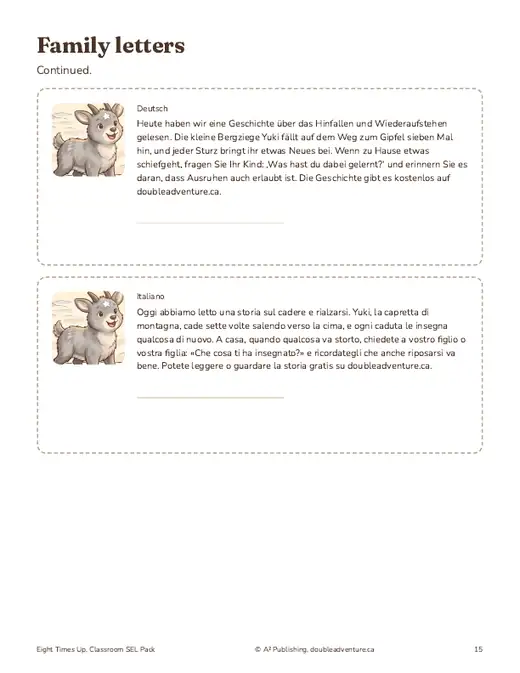 Family letters
Continued.
Deutsch
Heute haben wir eine Geschichte über das Hinfallen und Wiederaufstehen
gelesen. Die kleine Bergziege Yuki fällt auf dem Weg zum Gipfel sieben Mal
hin, und jeder Sturz bringt ihr etwas Neues bei. Wenn zu Hause etwas
schiefgeht, fragen Sie Ihr Kind: ‚Was hast du dabei gelernt?‘ und erinnern Sie es
daran, dass Ausruhen auch erlaubt ist. Die Geschichte gibt es kostenlos auf
doubleadventure.ca.
Italiano
Oggi abbiamo letto una storia sul cadere e rialzarsi. Yuki, la capretta di
montagna, cade sette volte salendo verso la cima, e ogni caduta le insegna
qualcosa di nuovo. A casa, quando qualcosa va storto, chiedete a vostro figlio o
vostra figlia: «Che cosa ti ha insegnato?» e ricordategli che anche riposarsi va
bene. Potete leggere o guardare la storia gratis su doubleadventure.ca.
Eight Times Up, Classroom SEL Pack
© A² Publishing, doubleadventure.ca
15